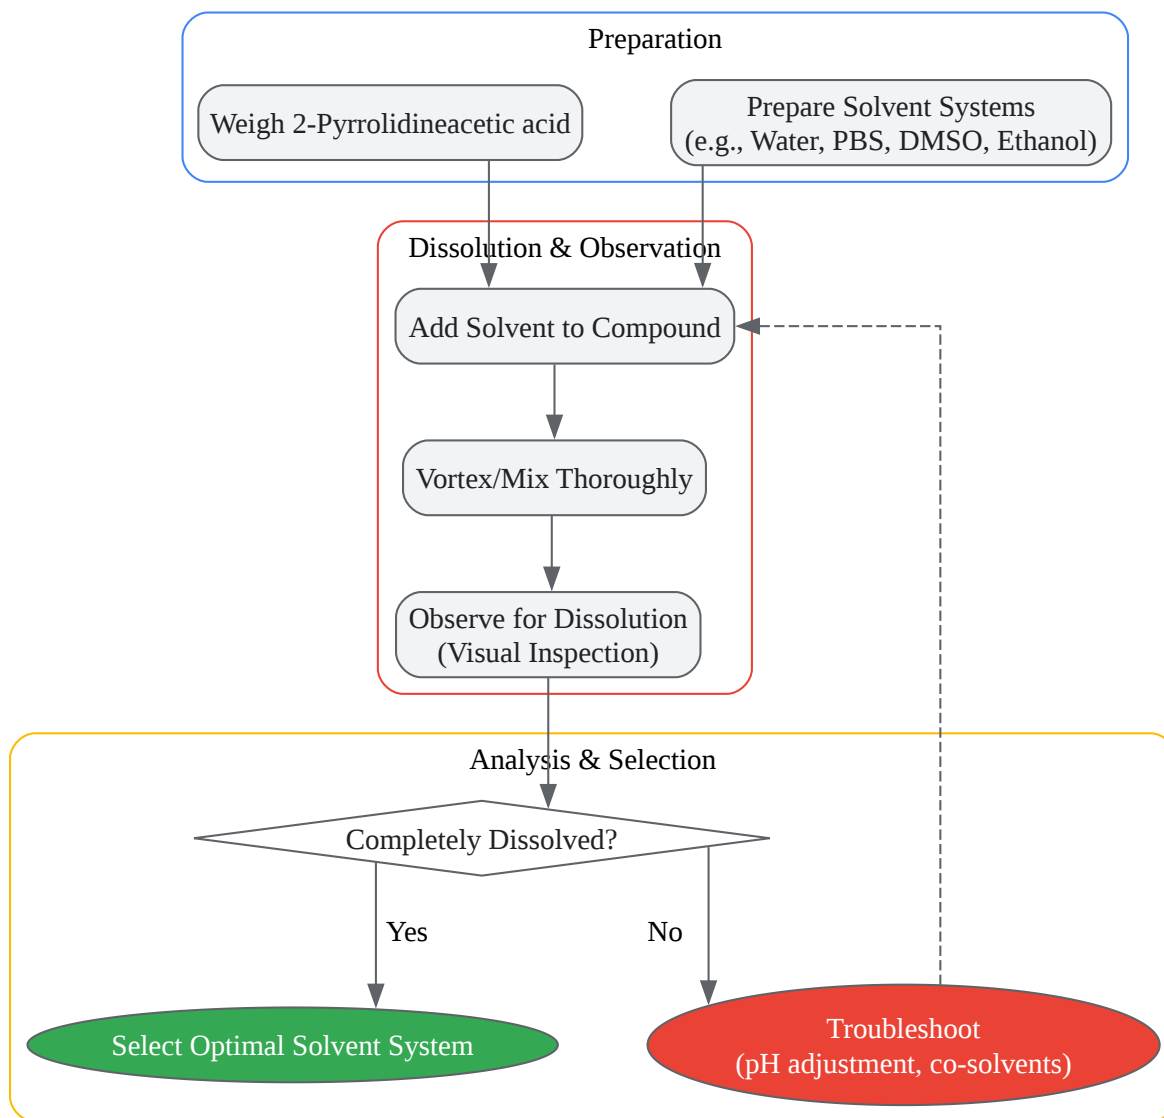 Preparation
Weigh 2-Pyrrolidineacetic acid
Prepare Solvent Systems
(e.g., Water, PBS, DMSO, Ethanol)
Dissolution & Observation
Add Solvent to Compound
Vortex/Mix Thoroughly
Observe for Dissolution
(Visual Inspection)
Analysis & Selection
Completely Dissolved?
Yes
No
Select Optimal Solvent System
Troubleshoot
(pH adjustment, co-solvents)